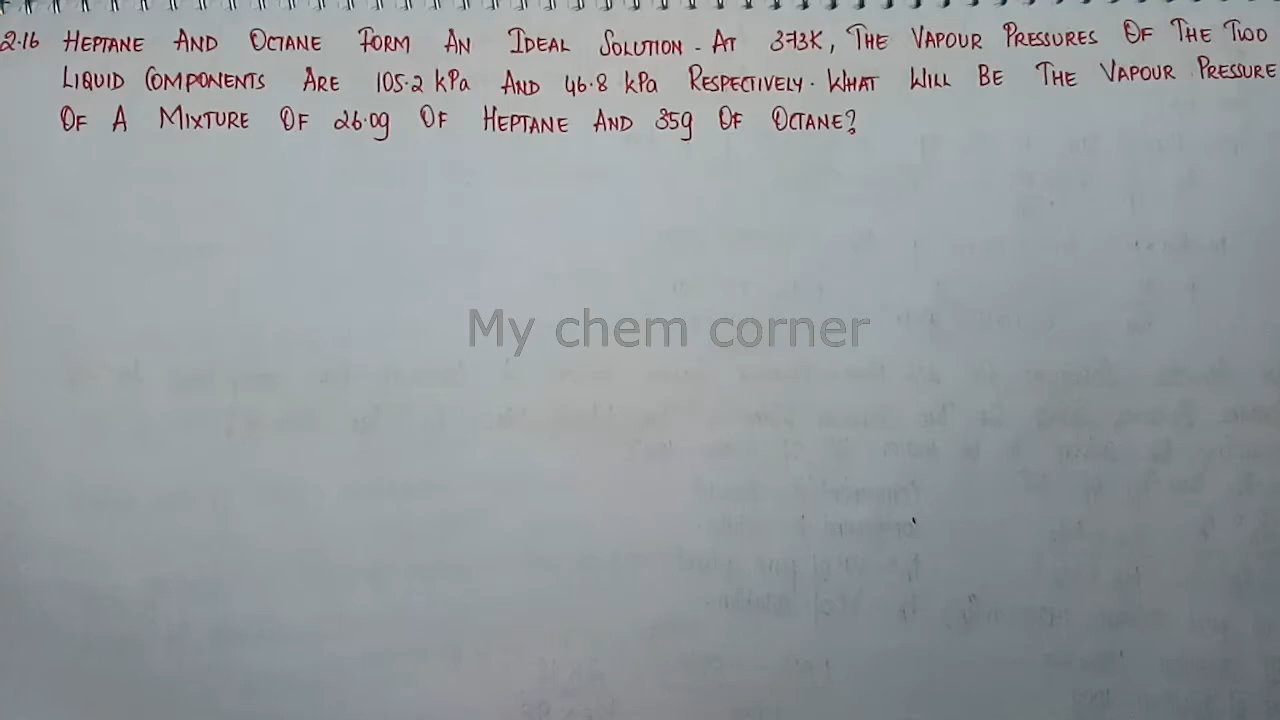 2.16 HEPTANE AND OCTANE FORM AN IDEAL SOLUTION. AT 373K, THE VAPOUR PRESSURES OF THE TWO
LIQUID COMPONENTS ARE 105.2 kPa AND 46.8 kPa RESPECTIVELY. WHAT WILL BE THE VAPOUR PRESSURE
OF A MIXTURE OF 26.0g OF HEPTANE AND 35g OF OCTANE?
My chem corner